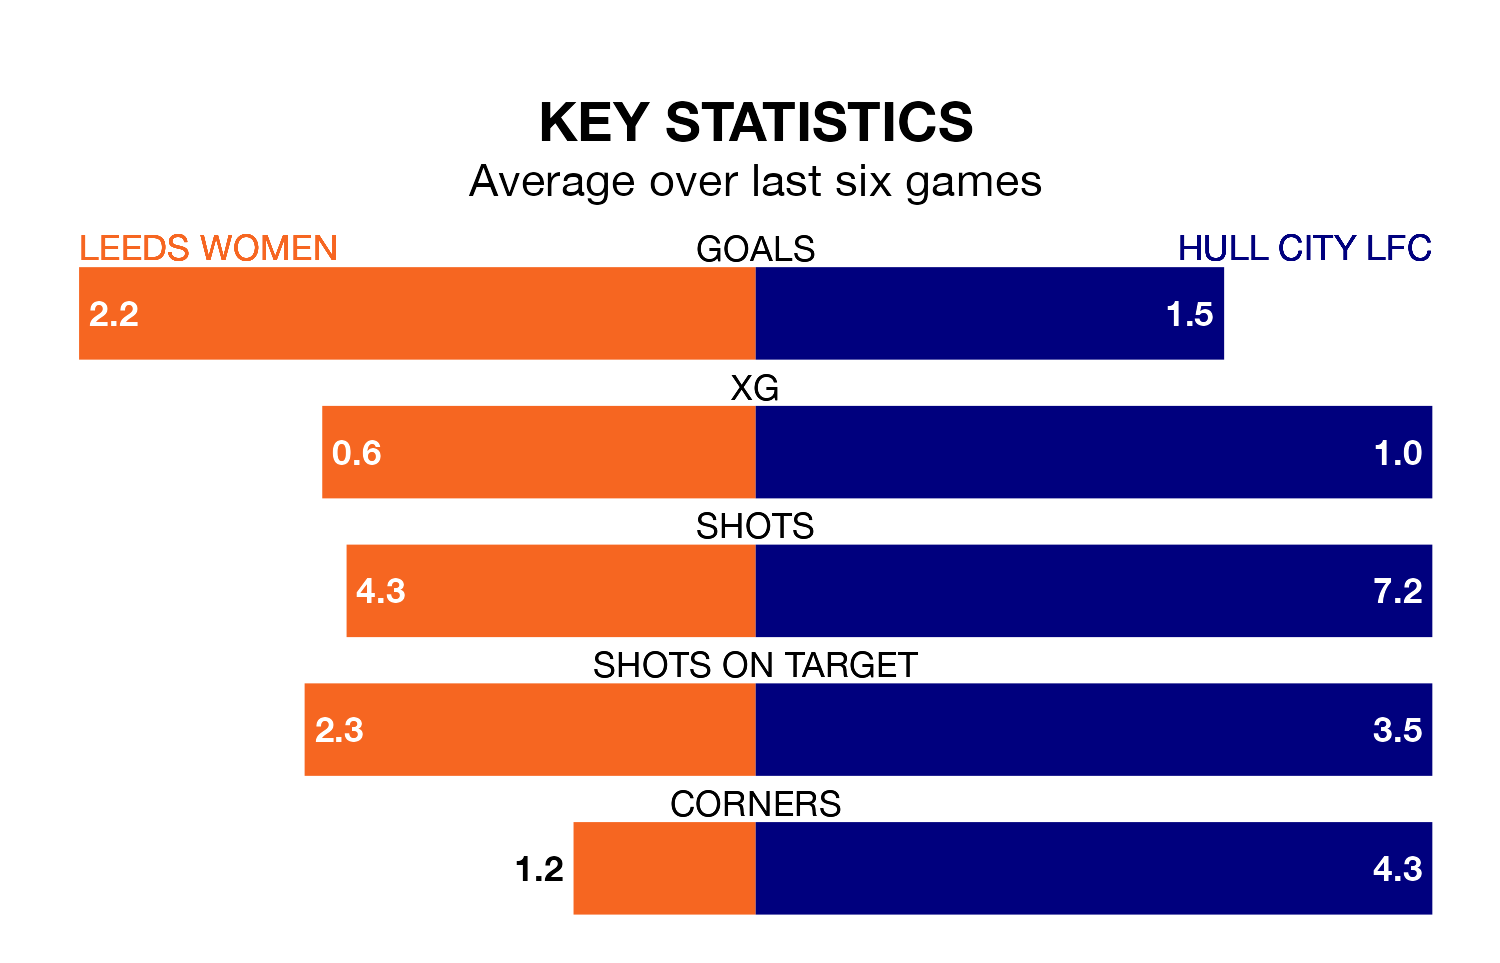 KEY STATISTICS
Average over last six games
LEEDS WOMEN GOALS HULL CITY LFC
2.2 1.5
XG
0.6 1.0
SHOTS
4.3 7.2
SHOTS ON TARGET
2.3 3.5
CORNERS
1.2 4.3